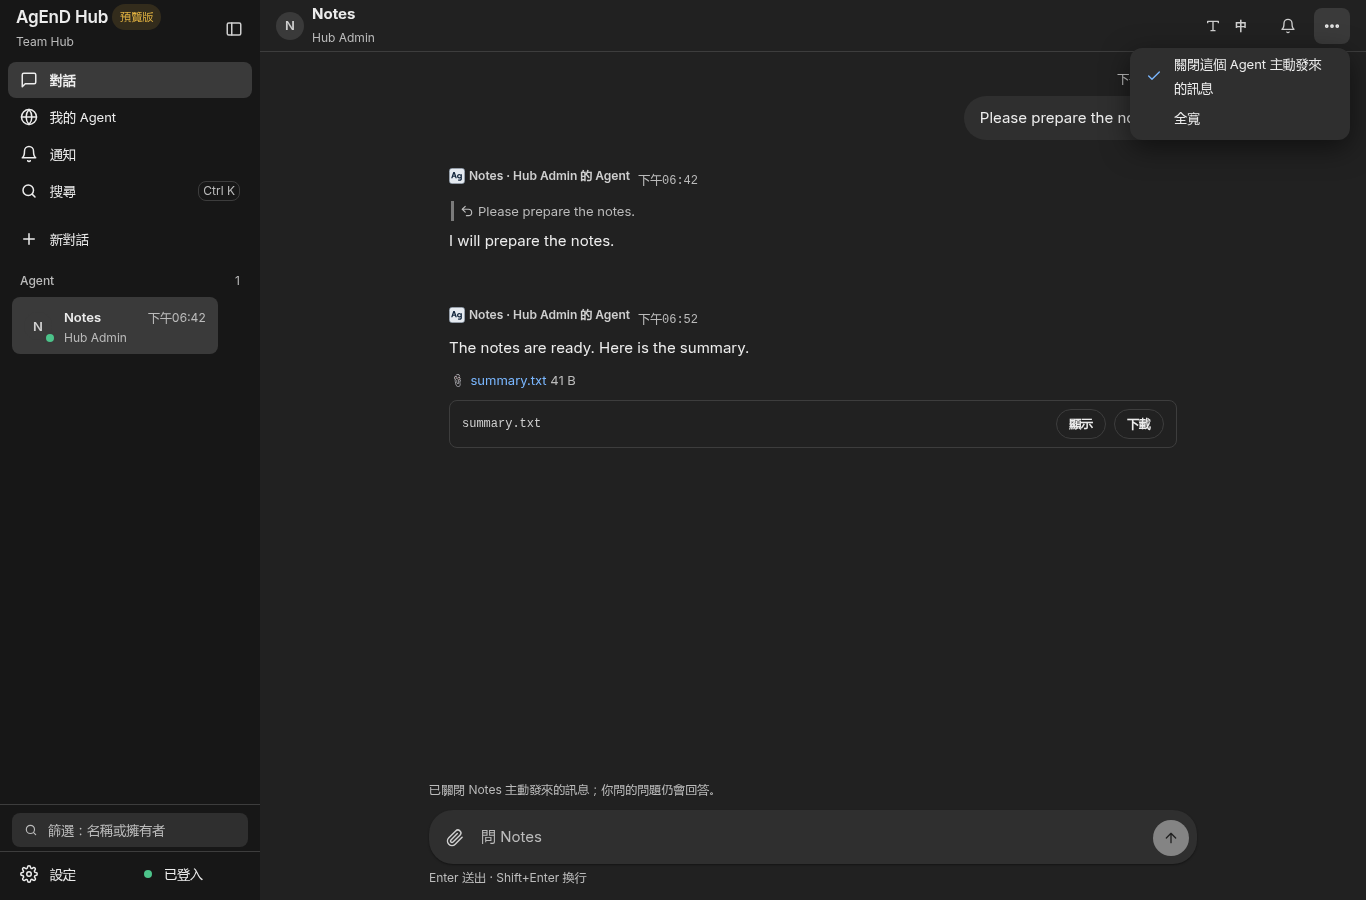 AgEnD Hub 預覽版
Team Hub
對話
我的 Agent
通知
搜尋 Ctrl K
新對話
Agent 1
N Notes 下午06:42
Hub Admin
篩選：名稱或擁有者
設定 已登入
N Notes
Hub Admin
中
關閉這個 Agent 主動發來
的訊息
全寬
Please prepare the
Ag Notes · Hub Admin 的 Agent 下午06:42
Please prepare the notes.
I will prepare the notes.
Ag Notes · Hub Admin 的 Agent 下午06:52
The notes are ready. Here is the summary.
summary.txt 41 B
summary.txt 顯示 下載
已關閉 Notes 主動發來的訊息；你問的問題仍會回答。
問 Notes
Enter 送出 · Shift+Enter 換行